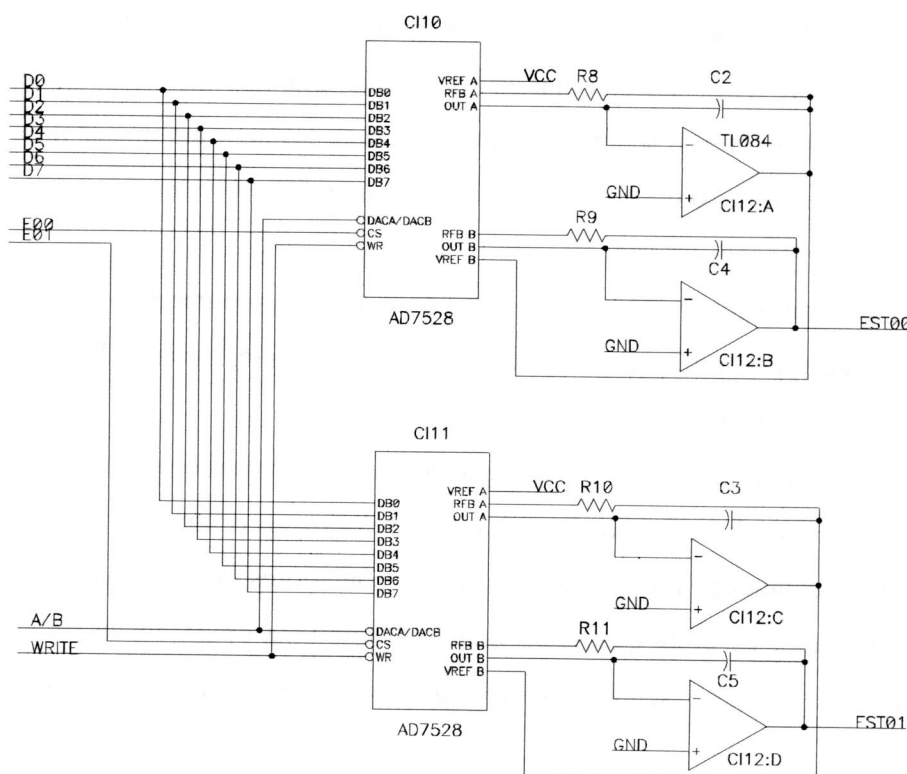 CI10
D0
D1
D2
D3
D4
D5
D6
D7
DB0
DB1
DB2
DB3
DB4
DB5
DB6
DB7
VREF A
RFB A
OUT A
VCC
R8
C2
TL084
GND
CI12:A
E00
E01
DACA/DACB
CS
WR
RFB B
OUT B
VREF B
R9
C4
GND
CI12:B
EST00
AD7528
CI11
DB0
DB1
DB2
DB3
DB4
DB5
DB6
DB7
VREF A
RFB A
OUT A
VCC
R10
C3
GND
CI12:C
A/B
WRITE
DACA/DACB
CS
WR
RFB B
OUT B
VREF B
R11
C5
GND
CI12:D
EST01
AD7528